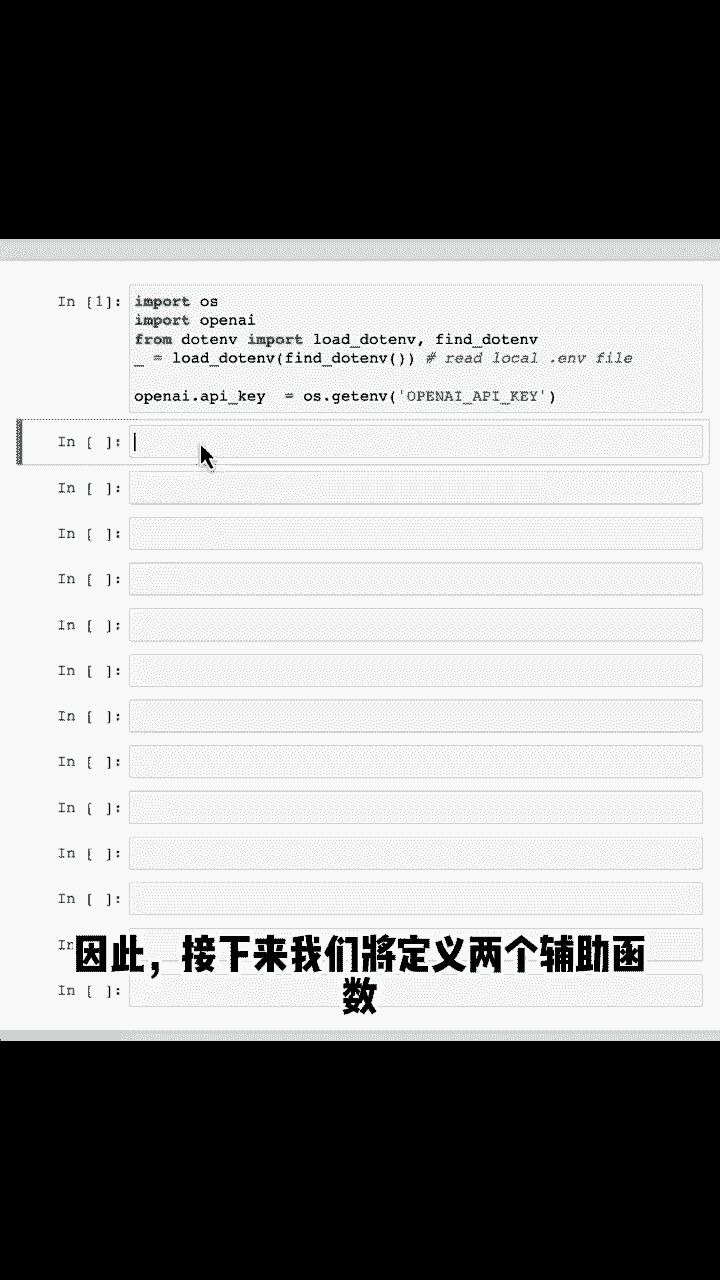 In [1]: import os
import openai
from dotenv import load_dotenv, find_dotenv
_ = load_dotenv(find_dotenv()) # read local .env file
openai.api_key  = os.getenv('OPENAI_API_KEY')
In [ ]:
In [ ]:
In [ ]:
In [ ]:
In [ ]:
In [ ]:
In [ ]:
In [ ]:
In [ ]:
In [ ]:
In [ ]:
In
因此，接下来我们將定义两个辅助函
In [ ]:
数